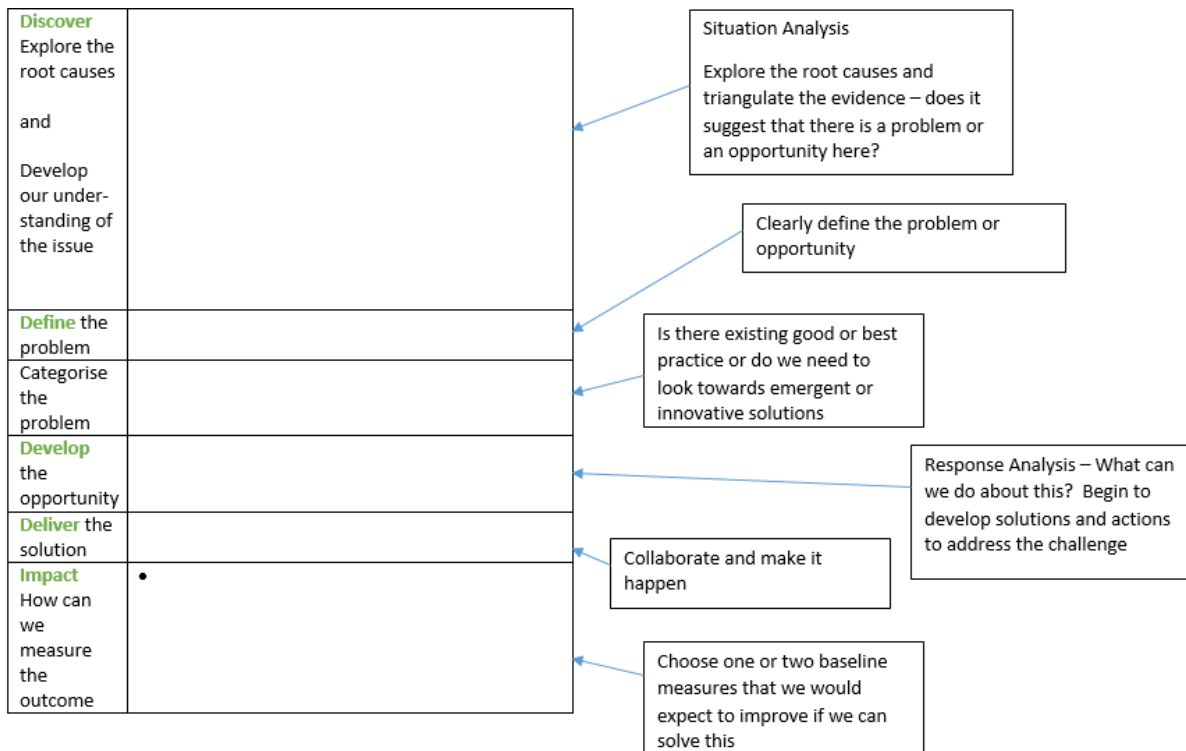 Discover
Explore the
root causes
and
Develop
our under-
standing of
the issue
Situation Analysis
Explore the root causes and
triangulate the evidence – does it
suggest that there is a problem or
an opportunity here?
Define the
problem
Clearly define the problem or
opportunity
Categorise
the
problem
Is there existing good or best
practice or do we need to
look towards emergent or
innovative solutions
Develop
the
opportunity
Response Analysis – What can
we do about this?  Begin to
develop solutions and actions
to address the challenge
Deliver the
solution
Collaborate and make it
happen
Impact
How can
we
measure
the
outcome
•
Choose one or two baseline
measures that we would
expect to improve if we can
solve this